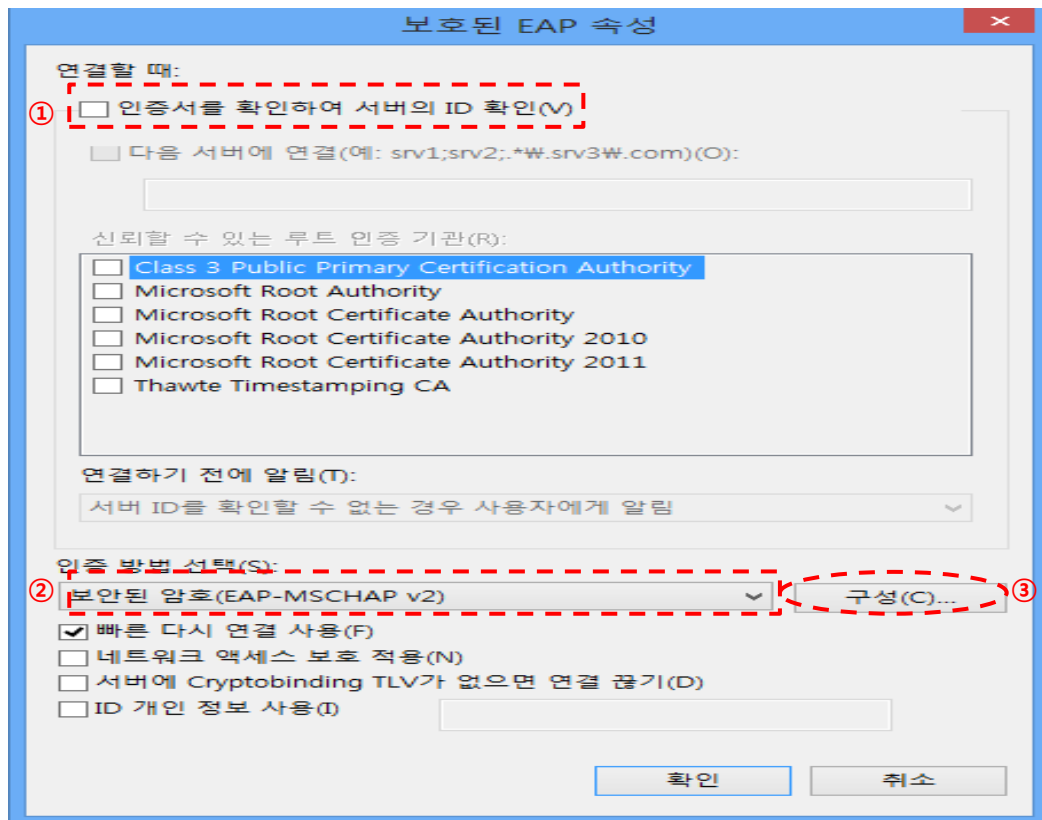 보호된 EAP 속성
연결할 때:
① 인증서를 확인하여 서버의 ID 확인(V)
다음 서버에 연결(예: srv1;srv2;.*₩.srv3₩.com)(O):
신뢰할 수 있는 루트 인증 기관(R):
Class 3 Public Primary Certification Authority
Microsoft Root Authority
Microsoft Root Certificate Authority
Microsoft Root Certificate Authority 2010
Microsoft Root Certificate Authority 2011
Thawte Timestamping CA
연결하기 전에 알림(T):
서버 ID를 확인할 수 없는 경우 사용자에게 알림
인증 방법 선택(S):
② 보안된 암호(EAP-MSCHAP v2) 구성(C)... ③
빠른 다시 연결 사용(F)
네트워크 액세스 보호 적용(N)
서버에 Cryptobinding TLV가 없으면 연결 끊기(D)
ID 개인 정보 사용(I)
확인 취소